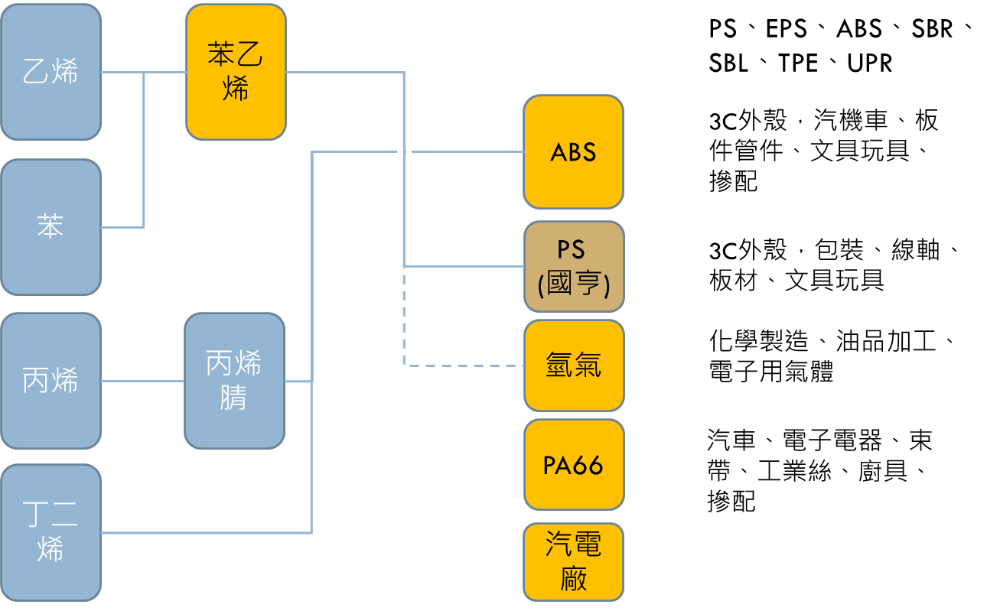 乙烯
苯乙
烯
苯
丙烯
丙烯
腈
丁二
烯
ABS
PS
(國亨)
氫氣
PA66
汽電
廠
PS、EPS、ABS、SBR、
SBL、TPE、UPR
3C外殼，汽機車、板
件管件、文具玩具、
摻配
3C外殼，包裝、線軸、
板材、文具玩具
化學製造、油品加工、
電子用氣體
汽車、電子電器、束
帶、工業絲、廚具、
摻配